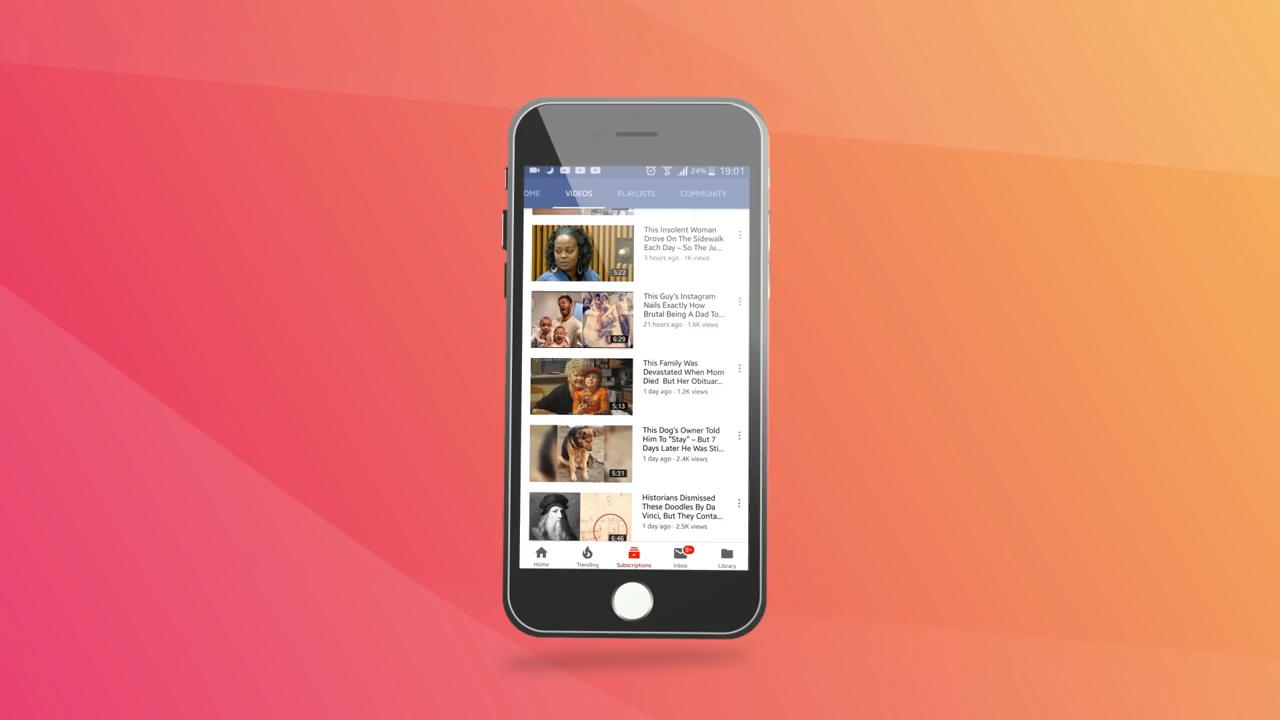 19:01
24%
OME VIDEOS PLAYLISTS COMMUNITY
This Insolent Woman
Drove On The Sidewalk
Each Day – So The Ju...
3 hours ago · 1K views
5:22
This Guy's Instagram
Nails Exactly How
Brutal Being A Dad To...
21 hours ago · 1.6K views
6:29
This Family Was
Devastated When Mom
Died But Her Obituar...
1 day ago · 1.2K views
5:13
This Dog's Owner Told
Him To "Stay" – But 7
Days Later He Was Sti...
1 day ago · 2.4K views
5:31
Historians Dismissed
These Doodles By Da
Vinci, But They Conta...
1 day ago · 2.5K views
6:46
9+
Home Trending Subscriptions Inbox Library